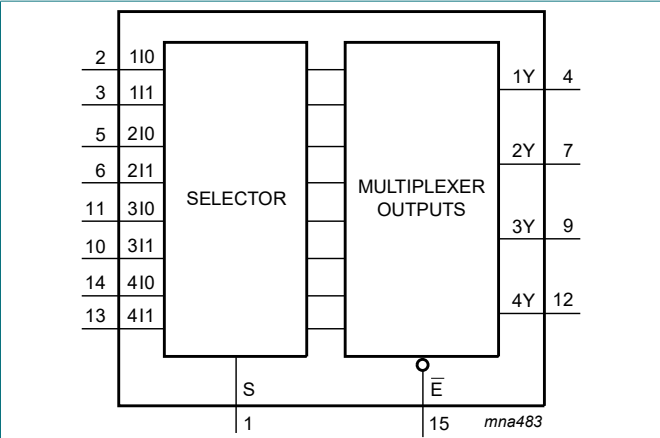 2 1I0
3 1I1
5 2I0
6 2I1
11 3I0
10 3I1
14 4I0
13 4I1
SELECTOR
MULTIPLEXER
OUTPUTS
1Y 4
2Y 7
3Y 9
4Y 12
S
E̅
1
15
mna483